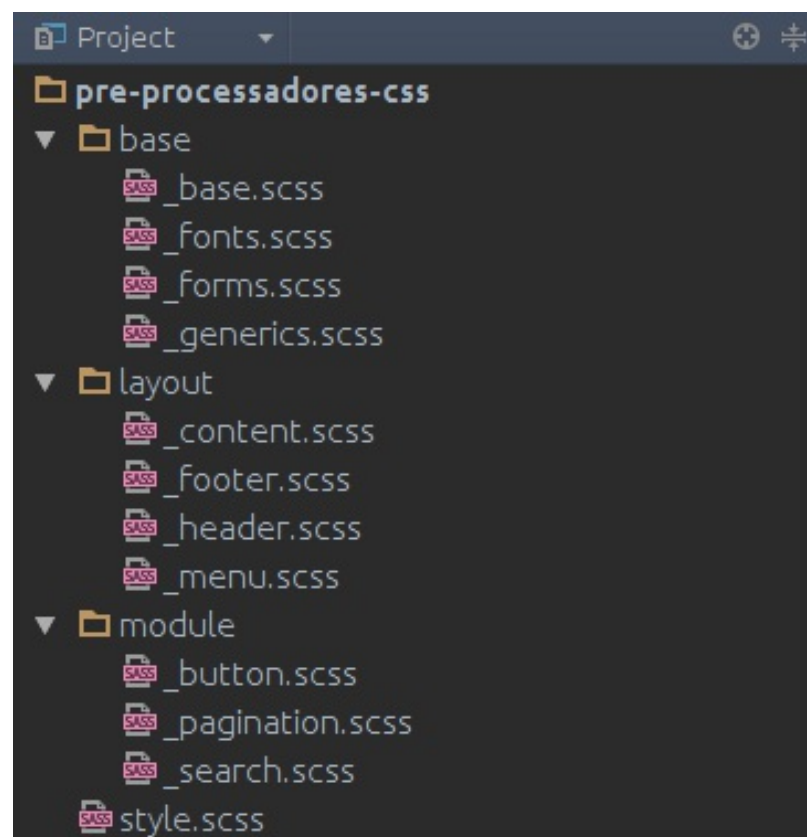 Project
pre-processadores-css
base
_base.scss
_fonts.scss
_forms.scss
_generics.scss
layout
_content.scss
_footer.scss
_header.scss
_menu.scss
module
_button.scss
_pagination.scss
_search.scss
style.scss